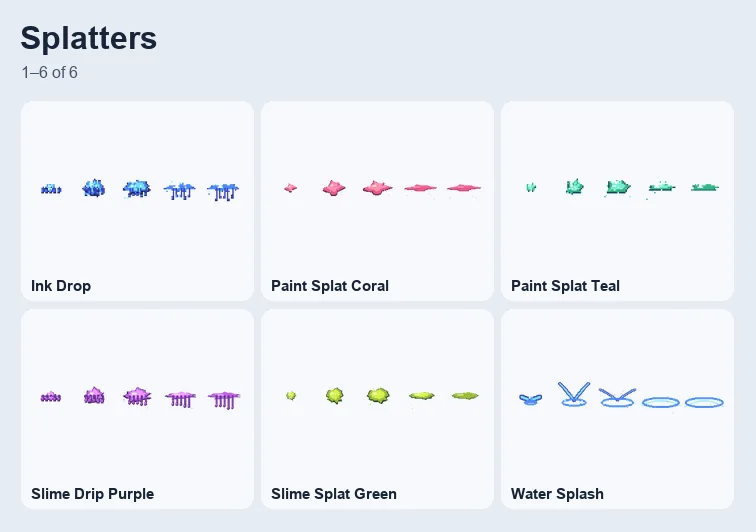 Splatters
1–6 of 6
Ink Drop
Paint Splat Coral
Paint Splat Teal
Slime Drip Purple
Slime Splat Green
Water Splash